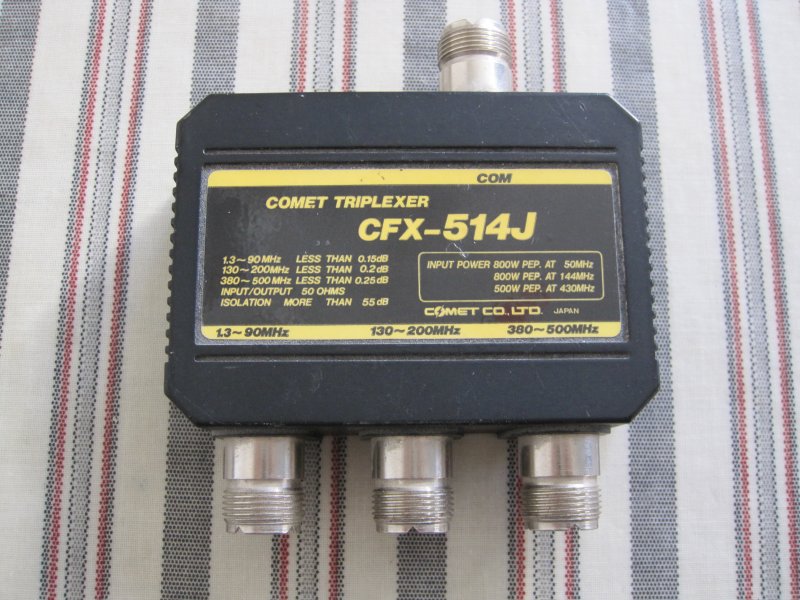 COM
COMET TRIPLEXER
CFX-514J
1.3~90MHz LESS THAN 0.15dB
130~200MHz LESS THAN 0.2dB
380~500MHz LESS THAN 0.25dB
INPUT/OUTPUT 50 OHMS
ISOLATION MORE THAN 55dB
INPUT POWER 800W PEP. AT 50MHz
800W PEP. AT 144MHz
500W PEP. AT 430MHz
COMET CO., LTD. JAPAN
1.3~90MHz 130~200MHz 380~500MHz